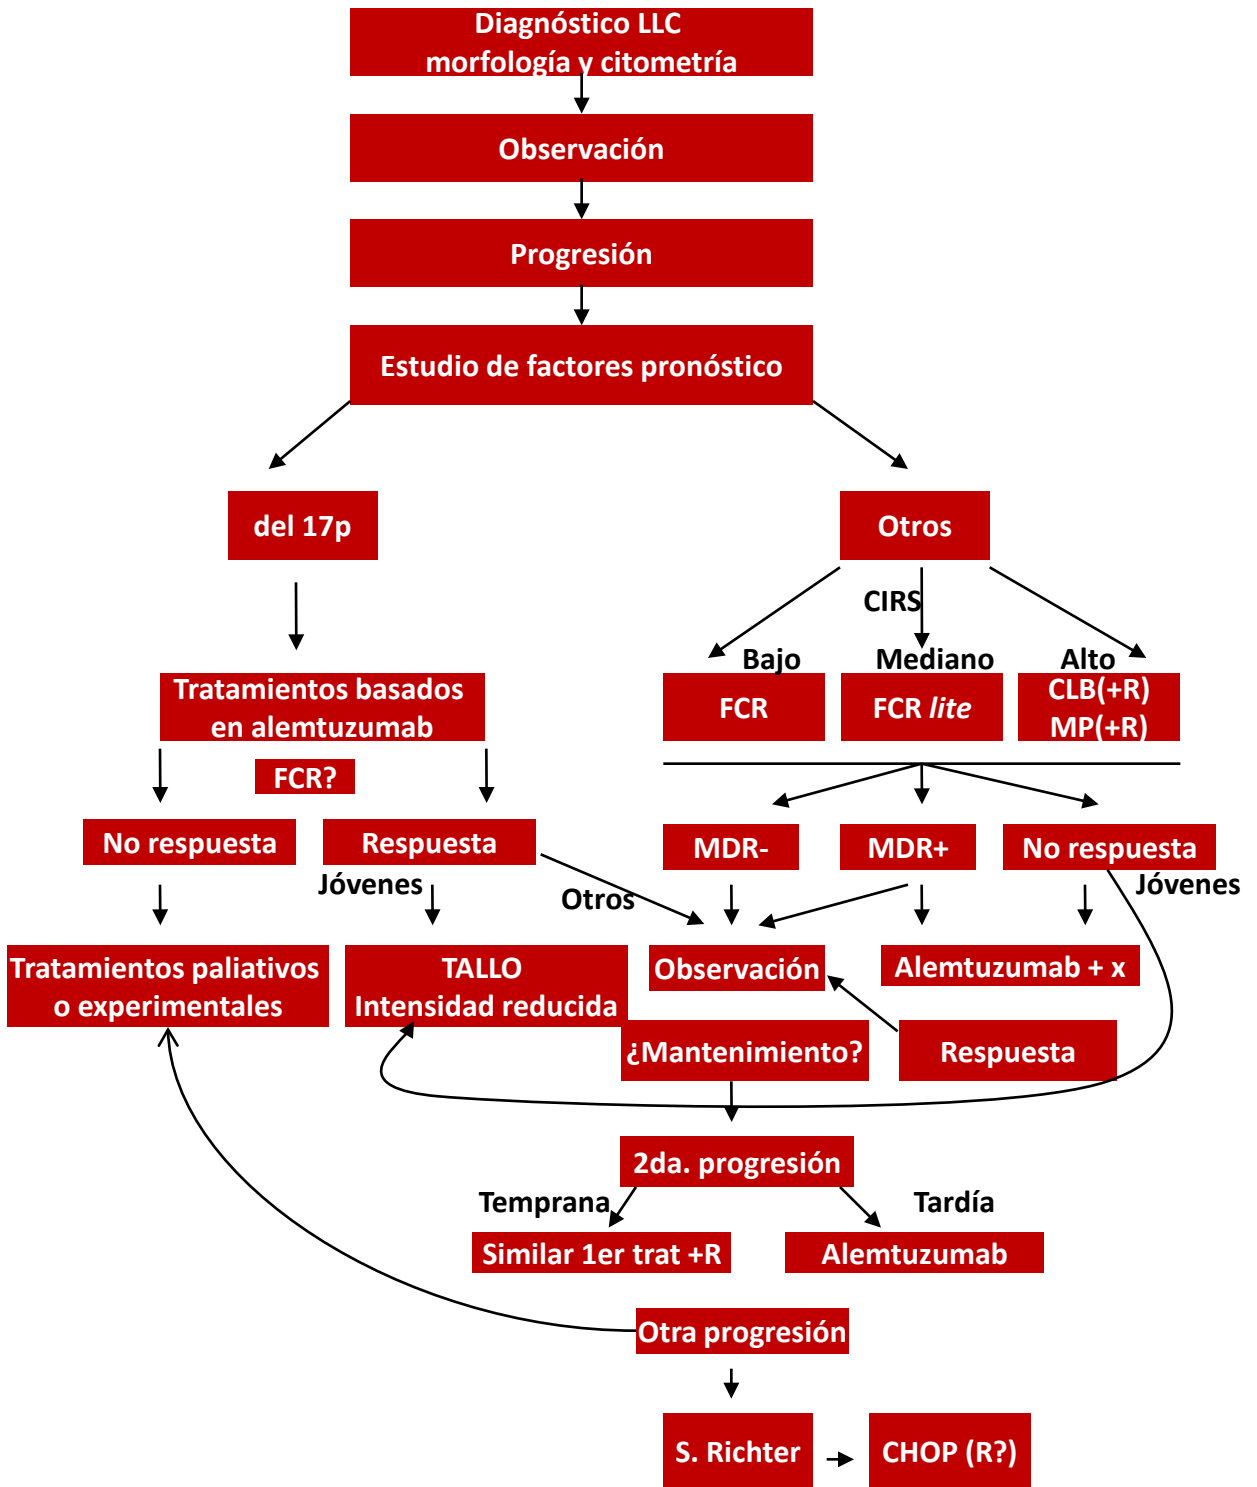 Diagnóstico LLC
morfología y citometría
Observación
Progresión
Estudio de factores pronóstico
del 17p
Otros
CIRS
Bajo
Mediano
Alto
Tratamientos basados
en alemtuzumab
FCR
FCR lite
CLB(+R)
MP(+R)
FCR?
No respuesta
Respuesta
MDR-
MDR+
No respuesta
Jóvenes
Otros
Jóvenes
Tratamientos paliativos
o experimentales
TALLO
Intensidad reducida
Observación
Alemtuzumab + x
¿Mantenimiento?
Respuesta
2da. progresión
Temprana
Tardía
Similar 1er trat +R
Alemtuzumab
Otra progresión
S. Richter
CHOP (R?)